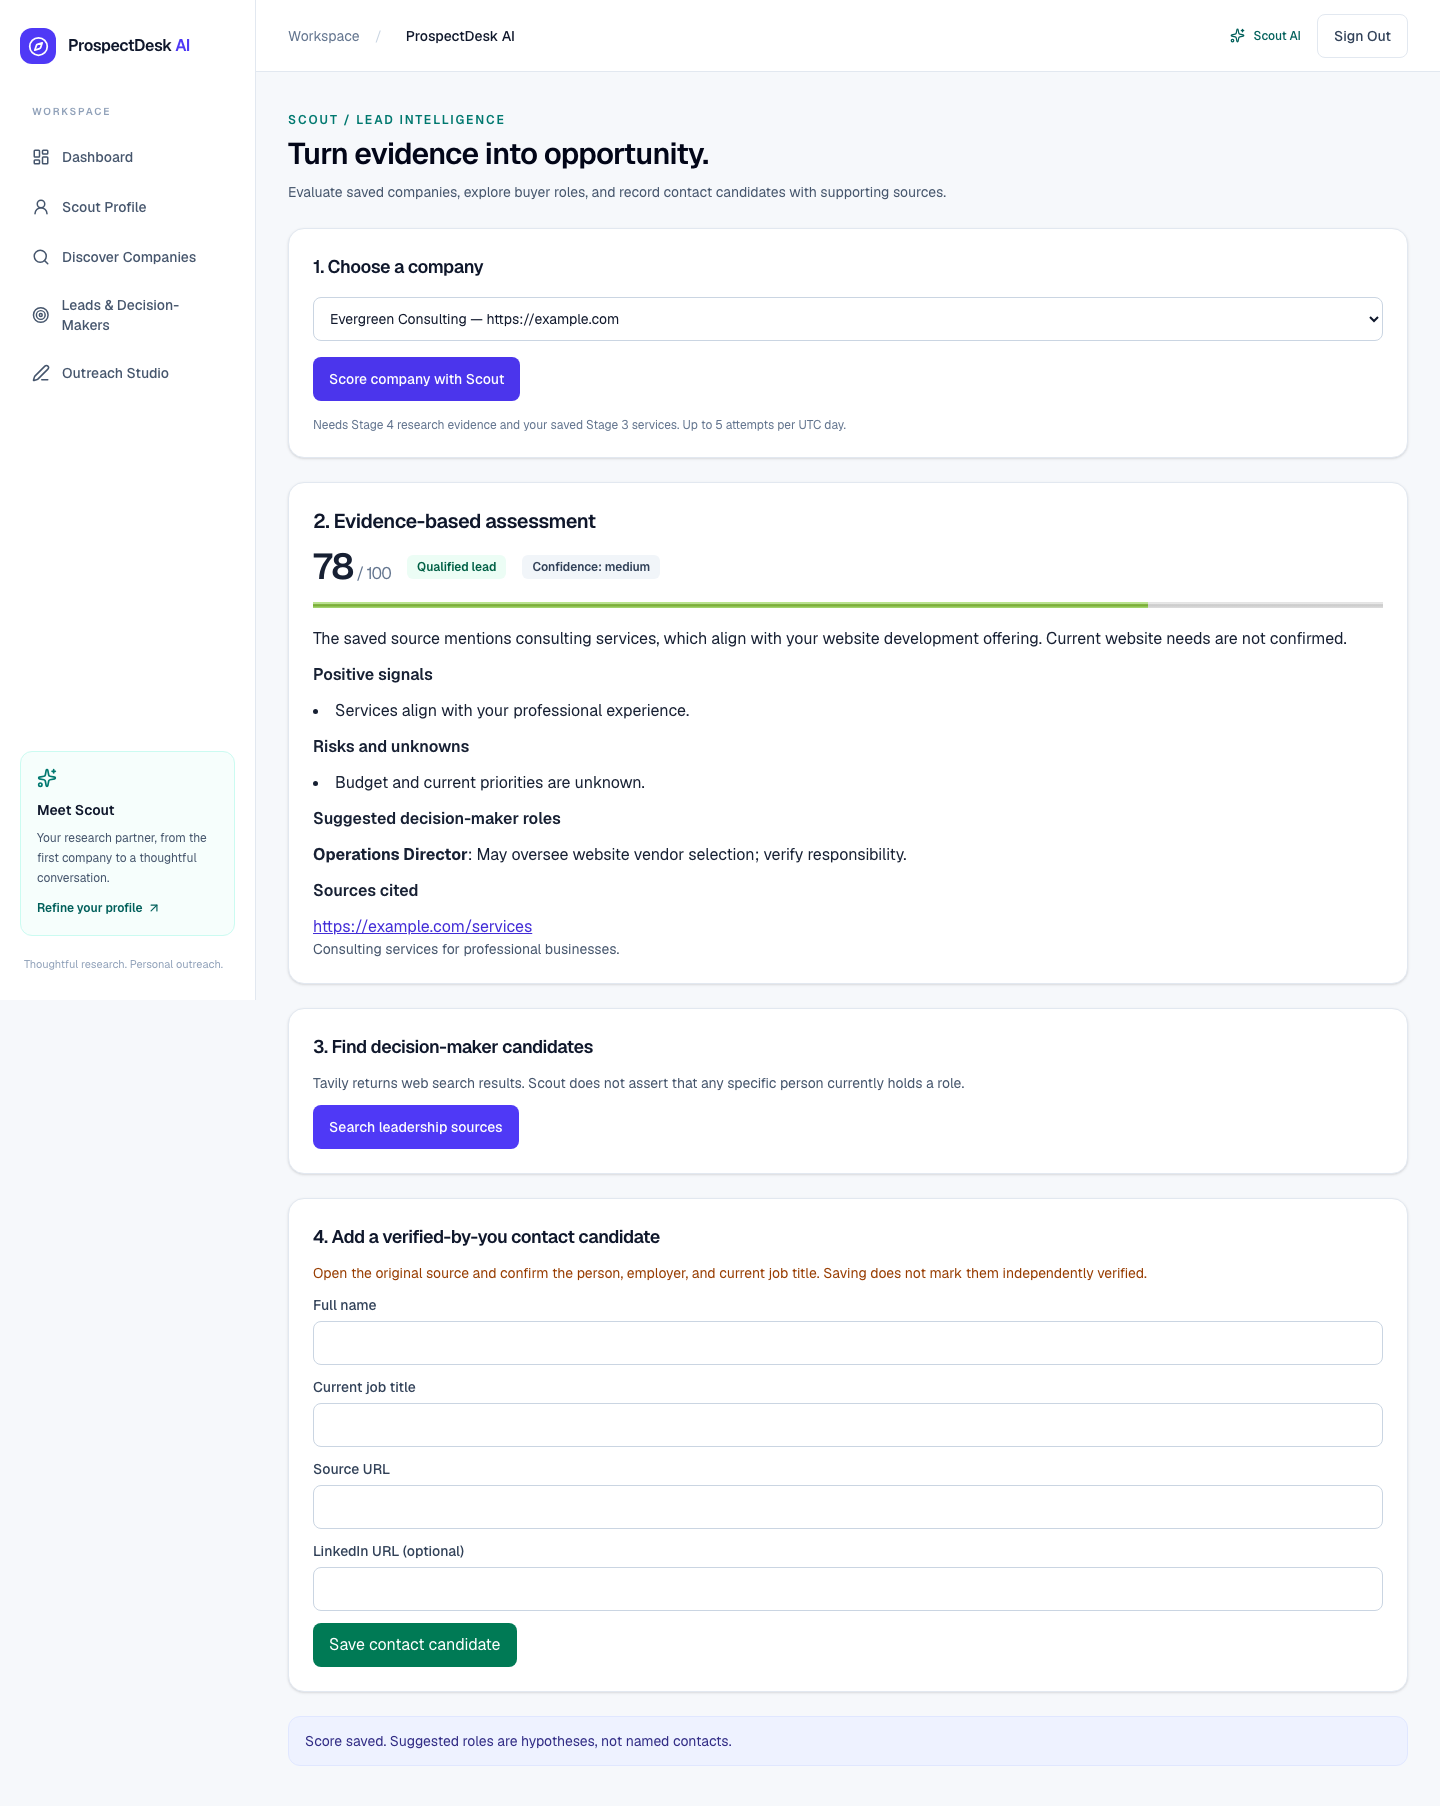 ProspectDesk AI
WORKSPACE
Dashboard
Scout Profile
Discover Companies
Leads & Decision-
Makers
Outreach Studio
Meet Scout
Your research partner, from the
first company to a thoughtful
conversation.
Refine your profile
Thoughtful research. Personal outreach.
Workspace / ProspectDesk AI
Scout AI
Sign Out
SCOUT / LEAD INTELLIGENCE
Turn evidence into opportunity.
Evaluate saved companies, explore buyer roles, and record contact candidates with supporting sources.
1. Choose a company
Evergreen Consulting — https://example.com
Score company with Scout
Needs Stage 4 research evidence and your saved Stage 3 services. Up to 5 attempts per UTC day.
2. Evidence-based assessment
78 / 100 Qualified lead Confidence: medium
The saved source mentions consulting services, which align with your website development offering. Current website needs are not confirmed.
Positive signals
• Services align with your professional experience.
Risks and unknowns
• Budget and current priorities are unknown.
Suggested decision-maker roles
Operations Director: May oversee website vendor selection; verify responsibility.
Sources cited
https://example.com/services
Consulting services for professional businesses.
3. Find decision-maker candidates
Tavily returns web search results. Scout does not assert that any specific person currently holds a role.
Search leadership sources
4. Add a verified-by-you contact candidate
Open the original source and confirm the person, employer, and current job title. Saving does not mark them independently verified.
Full name
Current job title
Source URL
LinkedIn URL (optional)
Save contact candidate
Score saved. Suggested roles are hypotheses, not named contacts.